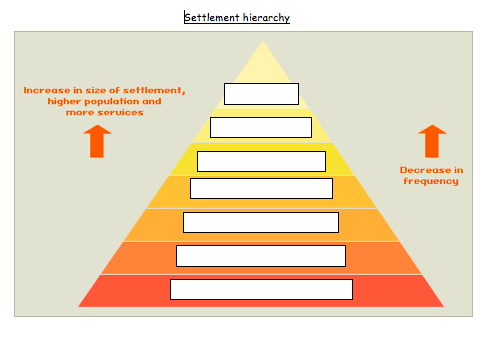 Settlement hierarchy
Increase in size of settlement,
higher population and
more services
Decrease in
frequency